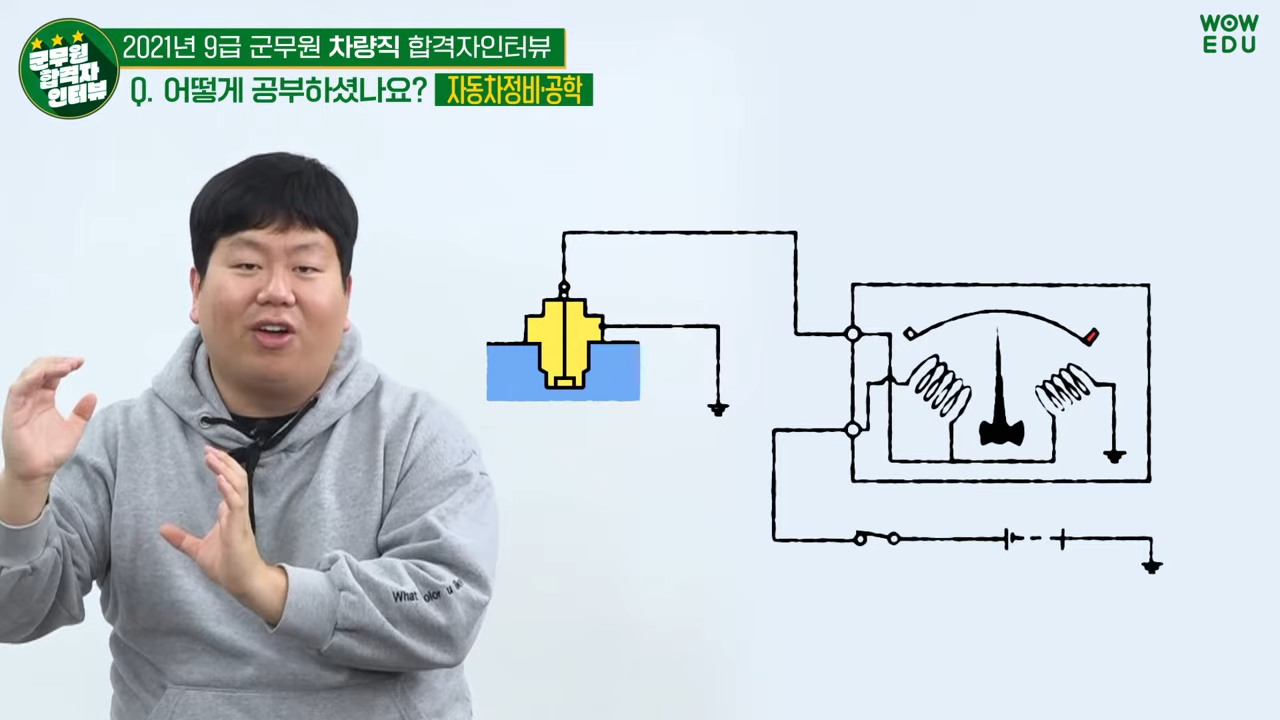 군무원
합격자
인터뷰
2021년 9급 군무원 차량직 합격자인터뷰
Q. 어떻게 공부하셨나요? 자동차정비·공학
WOW
EDU
What olor u